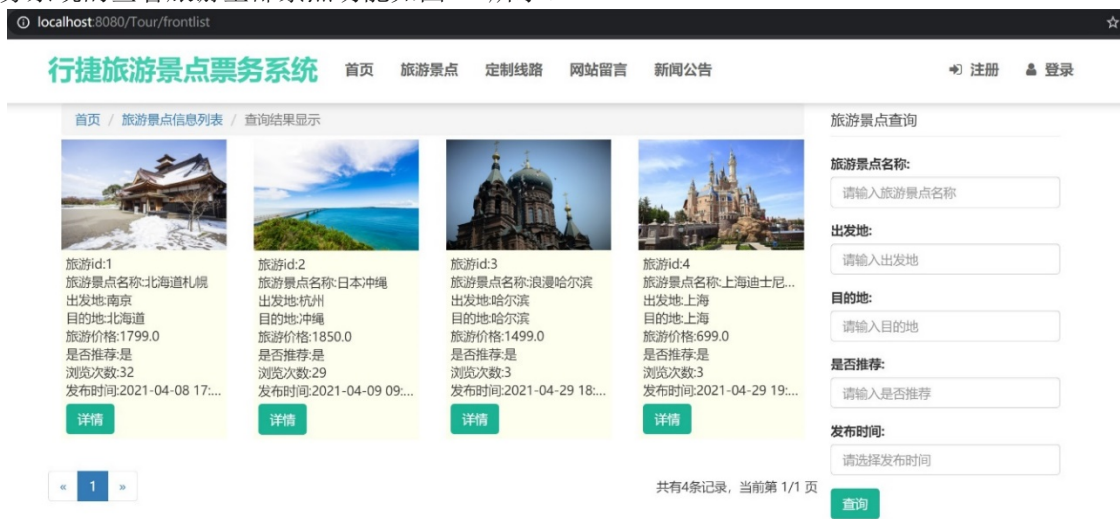 localhost:8080/Tour/frontlist
行捷旅游景点票务系统 首页 旅游景点 定制线路 网站留言 新闻公告 注册 登录
首页 / 旅游景点信息列表 / 查询结果显示
旅游id:1
旅游景点名称:北海道札幌
出发地:南京
目的地:北海道
旅游价格:1799.0
是否推荐:是
浏览次数:32
发布时间:2021-04-08 17:...
详情
旅游id:2
旅游景点名称:日本冲绳
出发地:杭州
目的地:冲绳
旅游价格:1850.0
是否推荐:是
浏览次数:29
发布时间:2021-04-09 09:...
详情
旅游id:3
旅游景点名称:浪漫哈尔滨
出发地:哈尔滨
目的地:哈尔滨
旅游价格:1499.0
是否推荐:是
浏览次数:3
发布时间:2021-04-29 18:...
详情
旅游id:4
旅游景点名称:上海迪士尼...
出发地:上海
目的地:上海
旅游价格:699.0
是否推荐:是
浏览次数:3
发布时间:2021-04-29 19:...
详情
« 1 »
共有4条记录，当前第 1/1 页
旅游景点查询
旅游景点名称:
请输入旅游景点名称
出发地:
请输入出发地
目的地:
请输入目的地
是否推荐:
请输入是否推荐
发布时间:
请选择发布时间
查询